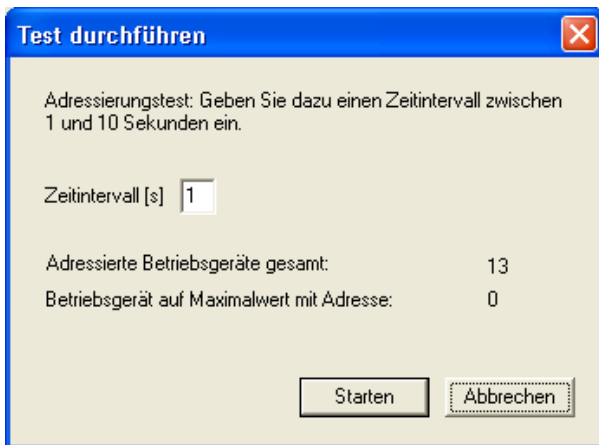 Test durchführen
Adressierungstest: Geben Sie dazu einen Zeitintervall zwischen
1 und 10 Sekunden ein.
Zeitintervall [s] 1
Adressierte Betriebsgeräte gesamt: 13
Betriebsgerät auf Maximalwert mit Adresse: 0
Starten Abbrechen